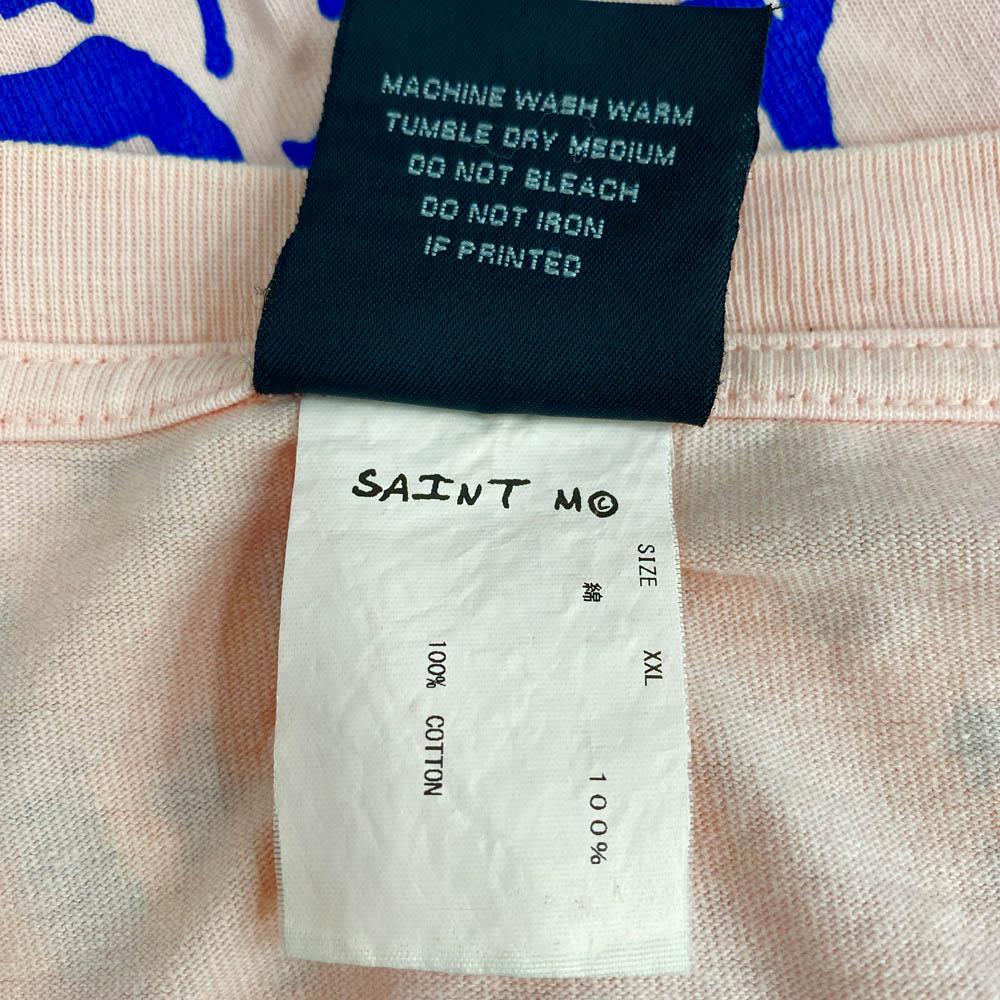 MACHINE WASH WARM
TUMBLE DRY MEDIUM
DO NOT BLEACH
DO NOT IRON
IF PRINTED
SAINT M©
SIZE XXL
綿 100%
100% COTTON